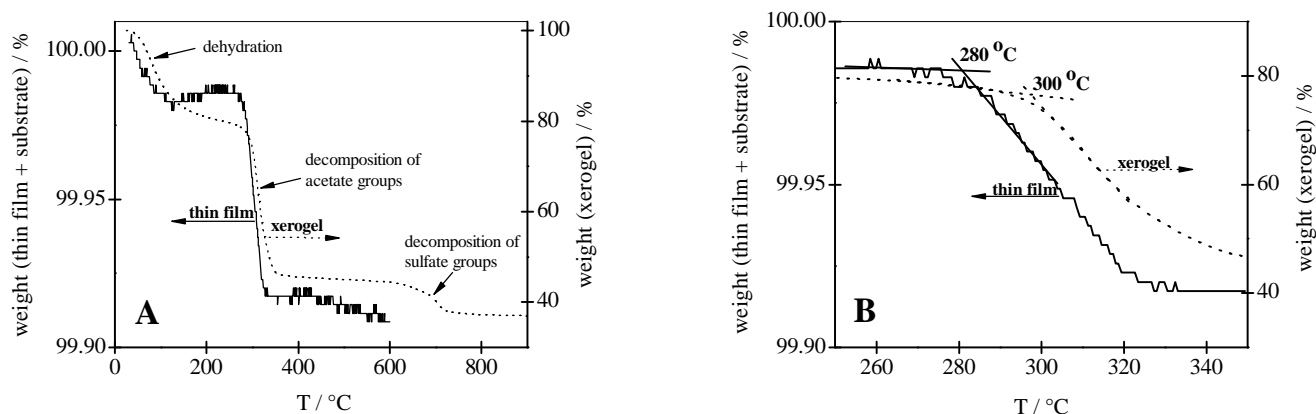 weight (thin film + substrate) / %
100.00
99.95
99.90
dehydration
decomposition of
acetate groups
thin film
xerogel
decomposition of
sulfate groups
A
100
80
60
40
weight (xerogel) / %
0
200
400
600
800
T / °C
weight (thin film + substrate) / %
100.00
99.95
99.90
280 °C
300 °C
xerogel
thin film
B
80
60
40
weight (xerogel) / %
260
280
300
320
340
T / °C